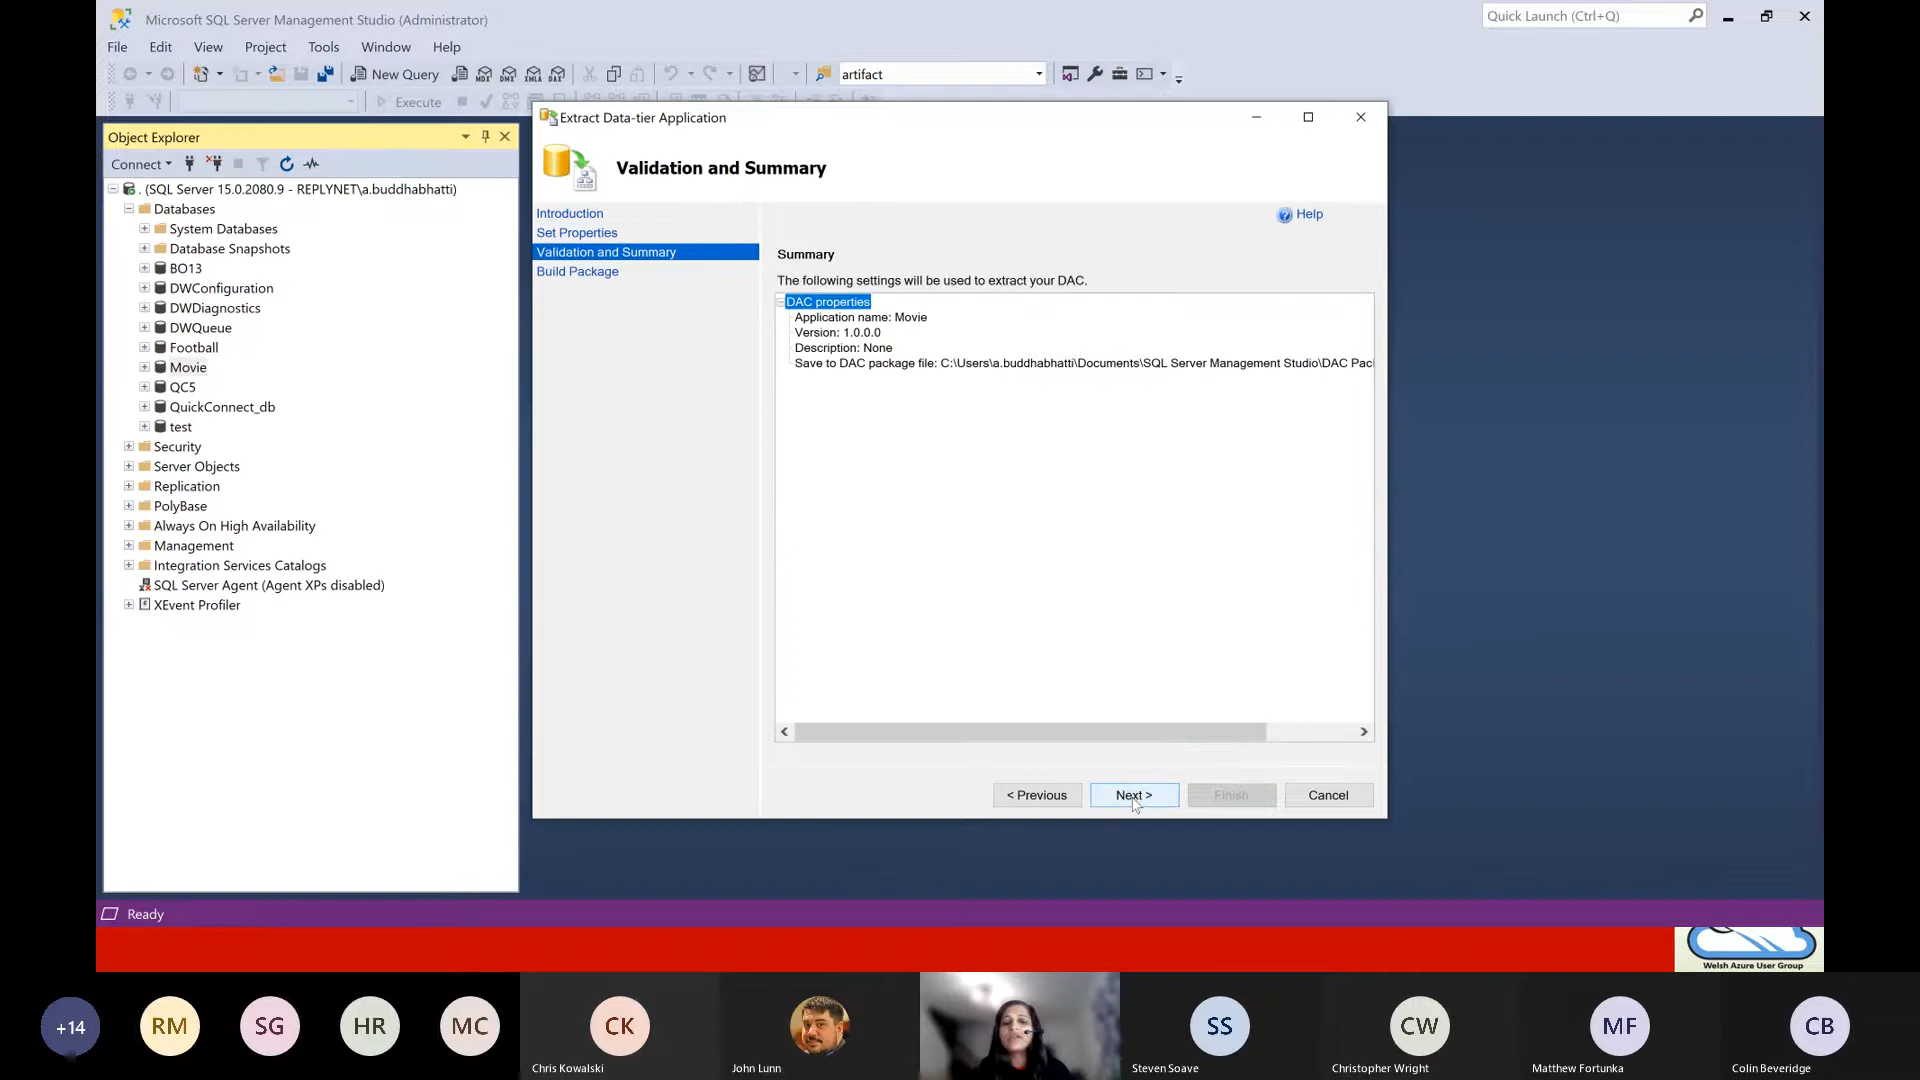 Microsoft SQL Server Management Studio (Administrator)
Quick Launch (Ctrl+Q)
File Edit View Project Tools Window Help
New Query
MDX DMX XMLA DAX
artifact
Execute
Object Explorer
Connect
. (SQL Server 15.0.2080.9 - REPLYNET\a.buddhabhatti)
Databases
System Databases
Database Snapshots
BO13
DWConfiguration
DWDiagnostics
DWQueue
Football
Movie
QC5
QuickConnect_db
test
Security
Server Objects
Replication
PolyBase
Always On High Availability
Management
Integration Services Catalogs
SQL Server Agent (Agent XPs disabled)
XEvent Profiler
Extract Data-tier Application
Validation and Summary
Introduction
Set Properties
Validation and Summary
Build Package
Help
Summary
The following settings will be used to extract your DAC.
DAC properties
Application name: Movie
Version: 1.0.0.0
Description: None
Save to DAC package file: C:\Users\a.buddhabhatti\Documents\SQL Server Management Studio\DAC Pac
< Previous
Next >
Finish
Cancel
Ready
Welsh Azure User Group
+14
RM
SG
HR
MC
CK
SS
CW
MF
CB
Chris Kowalski
John Lunn
Steven Soave
Christopher Wright
Matthew Fortunka
Colin Beveridge